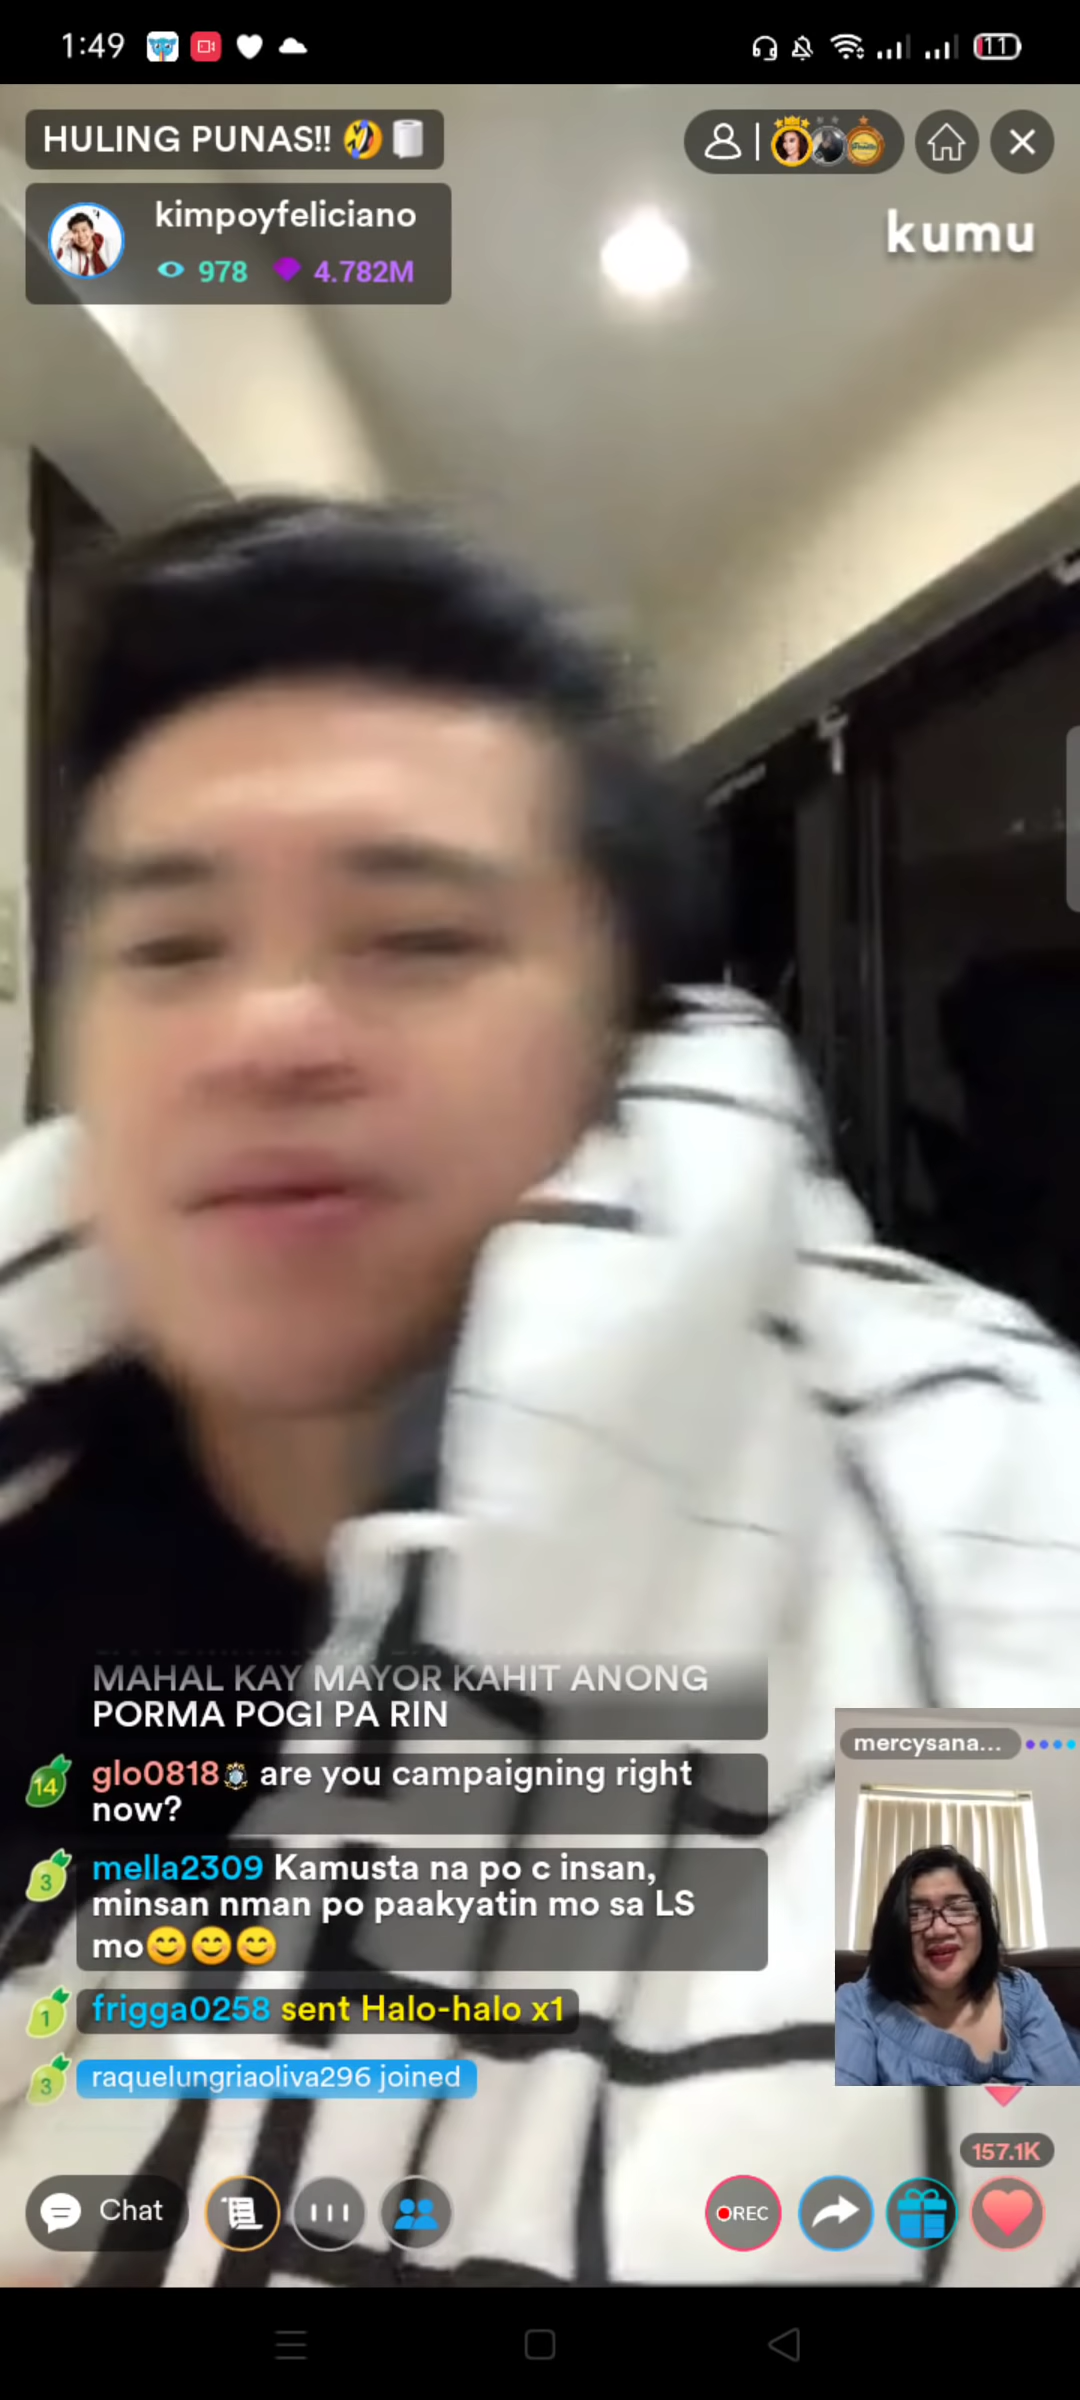 1:49
11
HULING PUNAS!! 🤣🧻
kimpoyfeliciano
978 4.782M
kumu
MAHAL KAY MAYOR KAHIT ANONG
PORMA POGI PA RIN
14 glo0818 are you campaigning right
now?
3 mella2309 Kamusta na po c insan,
minsan nman po paakyatin mo sa LS
mo😊😊😊
1 frigga0258 sent Halo-halo x1
3 raquelungriaoliva296 joined
mercysana...
157.1K
Chat
REC